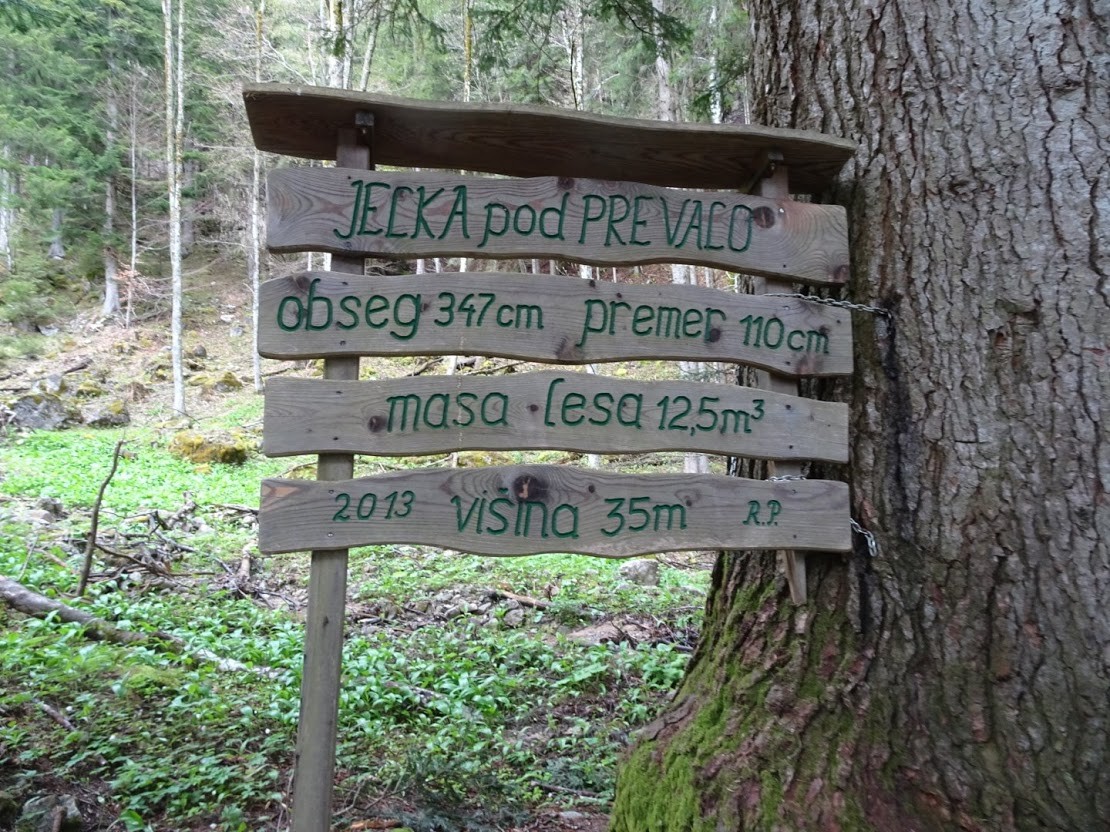 JELKA pod PREVALO
obseg 347cm premer 110cm
masa lesa 12,5m³
2013 višina 35m R.P.